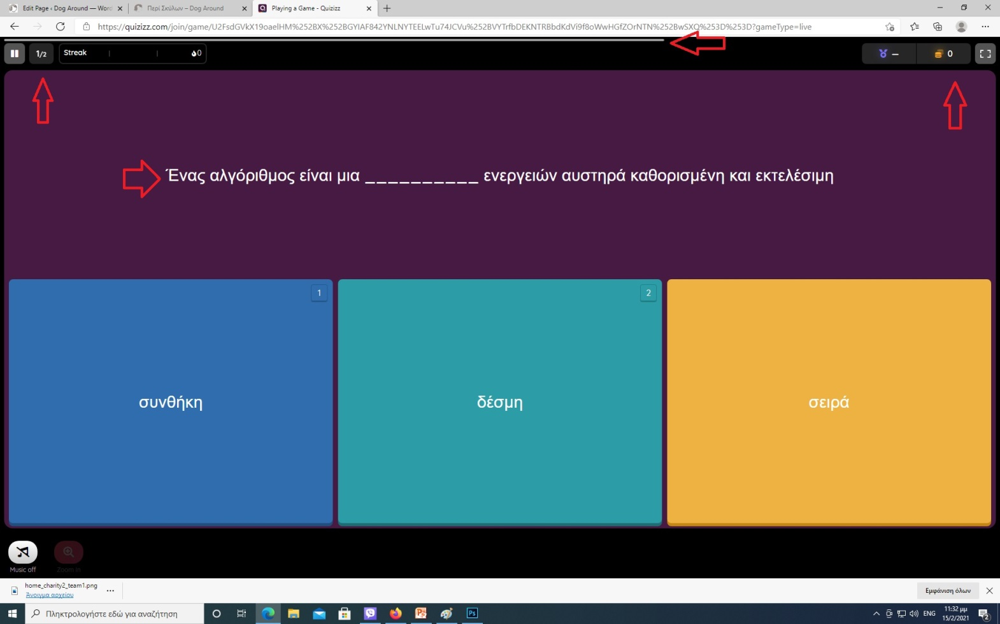 Edit Page ‹ Dog Around — Word
Περί Σκύλων – Dog Around
Playing a Game - Quizizz
https://quizizz.com/join/game/U2FsdGVkX19oaelHM%252BX%252BGYIAF842YNLNYTEELwTu74JCVu%252BVYTrfbDEKNTRBbdKdVi9f8oWwHGfZOrNTN%252BwSXQ%253D%253D?gameType=live
1/2
Streak
0
–
0
Ένας αλγόριθμος είναι μια __________ ενεργειών αυστηρά καθορισμένη και εκτελέσιμη
1
2
συνθήκη
δέσμη
σειρά
Music off
Zoom in
home_charity2_team1.png
Άνοιγμα αρχείου
Εμφάνιση όλων
Πληκτρολογήστε εδώ για αναζήτηση
Ps
ENG
11:32 μμ
15/2/2021
2